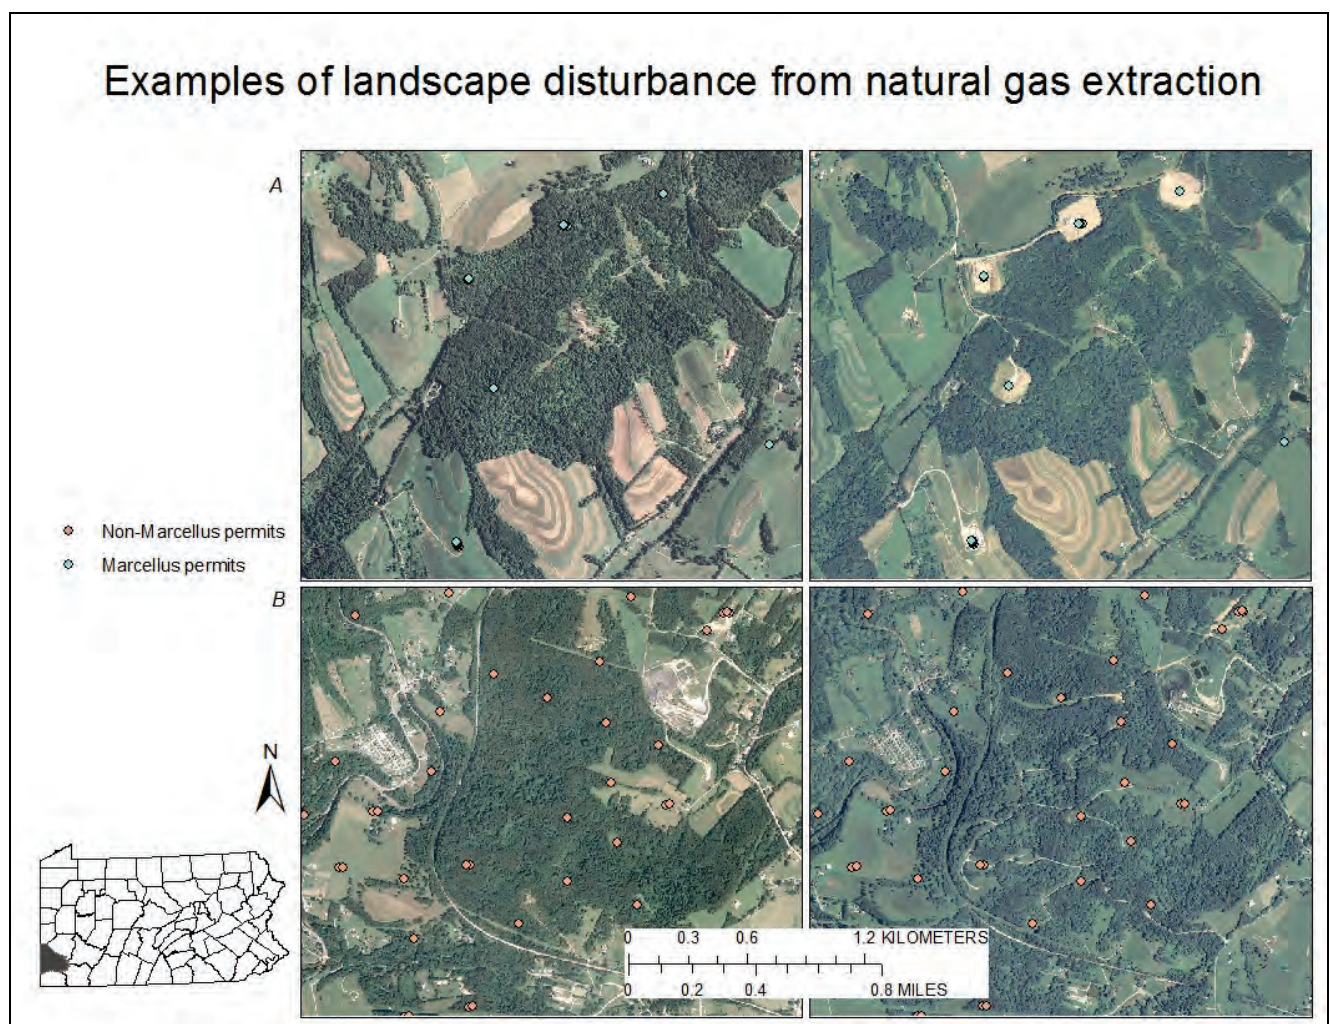 Examples of landscape disturbance from natural gas extraction
A
Non-Marcellus permits
Marcellus permits
B
N
0 0.3 0.6 1.2 KILOMETERS
0 0.2 0.4 0.8 MILES